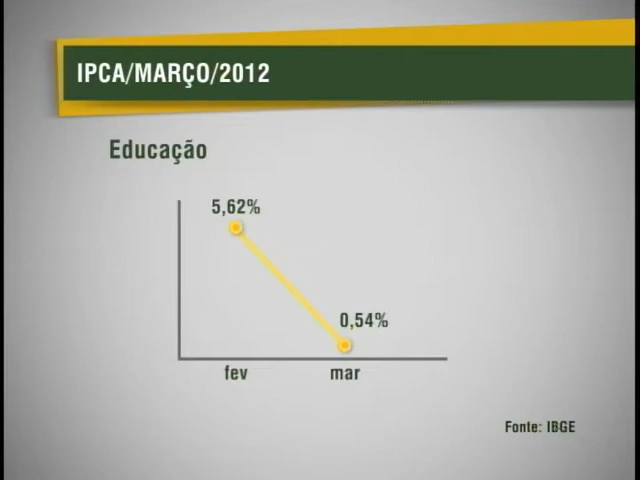 IPCA/MARÇO/2012
Educação
5,62%
0,54%
fev mar
Fonte: IBGE